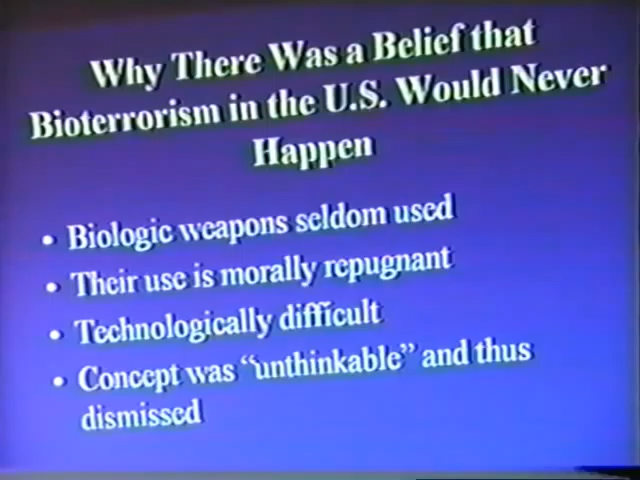 Why There Was a Belief that
Bioterrorism in the U.S. Would Never
Happen
• Biologic weapons seldom used
• Their use is morally repugnant
• Technologically difficult
• Concept was “unthinkable” and thus
dismissed